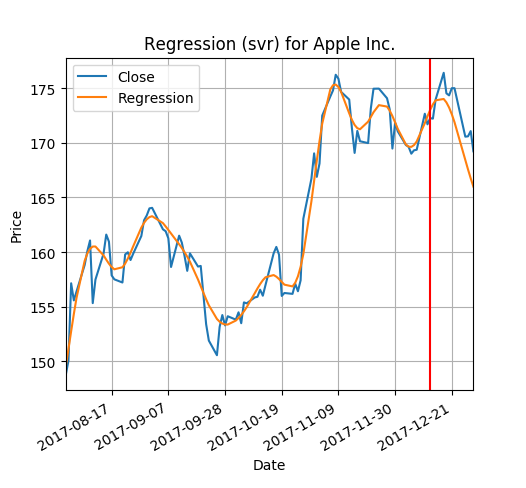 Regression (svr) for Apple Inc.
Close
Regression
175
170
165
160
155
150
Price
2017-08-17
2017-09-07
2017-09-28
2017-10-19
2017-11-09
2017-11-30
2017-12-21
Date